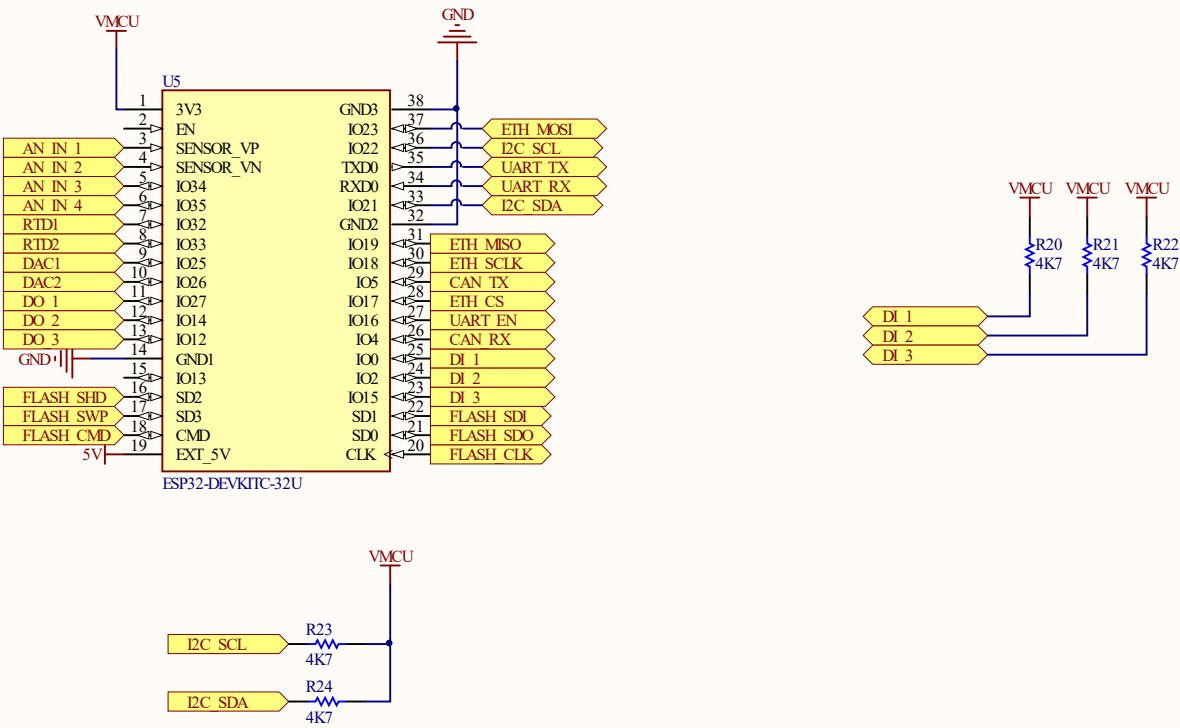 VMCU
GND
U5
1 3V3 GND3 38
2 EN IO23 37 ETH_MOSI
AN_IN_1 3 SENSOR_VP IO22 36 I2C_SCL
AN_IN_2 4 SENSOR_VN TXD0 35 UART_TX
AN_IN_3 5 IO34 RXD0 34 UART_RX
AN_IN_4 6 IO35 IO21 33 I2C_SDA
RTD1 7 IO32 GND2 32
RTD2 8 IO33 IO19 31 ETH_MISO
DAC1 9 IO25 IO18 30 ETH_SCLK
DAC2 10 IO26 IO5 29 CAN_TX
DO_1 11 IO27 IO17 28 ETH_CS
DO_2 12 IO14 IO16 27 UART_EN
DO_3 13 IO12 IO4 26 CAN_RX
GND 14 GND1 IO0 25 DI_1
15 IO13 IO2 24 DI_2
FLASH_SHD 16 SD2 IO15 23 DI_3
FLASH_SWP 17 SD3 SD1 22 FLASH_SDI
FLASH_CMD 18 CMD SD0 21 FLASH_SDO
5V 19 EXT_5V CLK 20 FLASH_CLK
ESP32-DEVKITC-32U
VMCU VMCU VMCU
R20 R21 R22
4K7 4K7 4K7
DI_1
DI_2
DI_3
VMCU
R23
I2C_SCL
4K7
R24
I2C_SDA
4K7